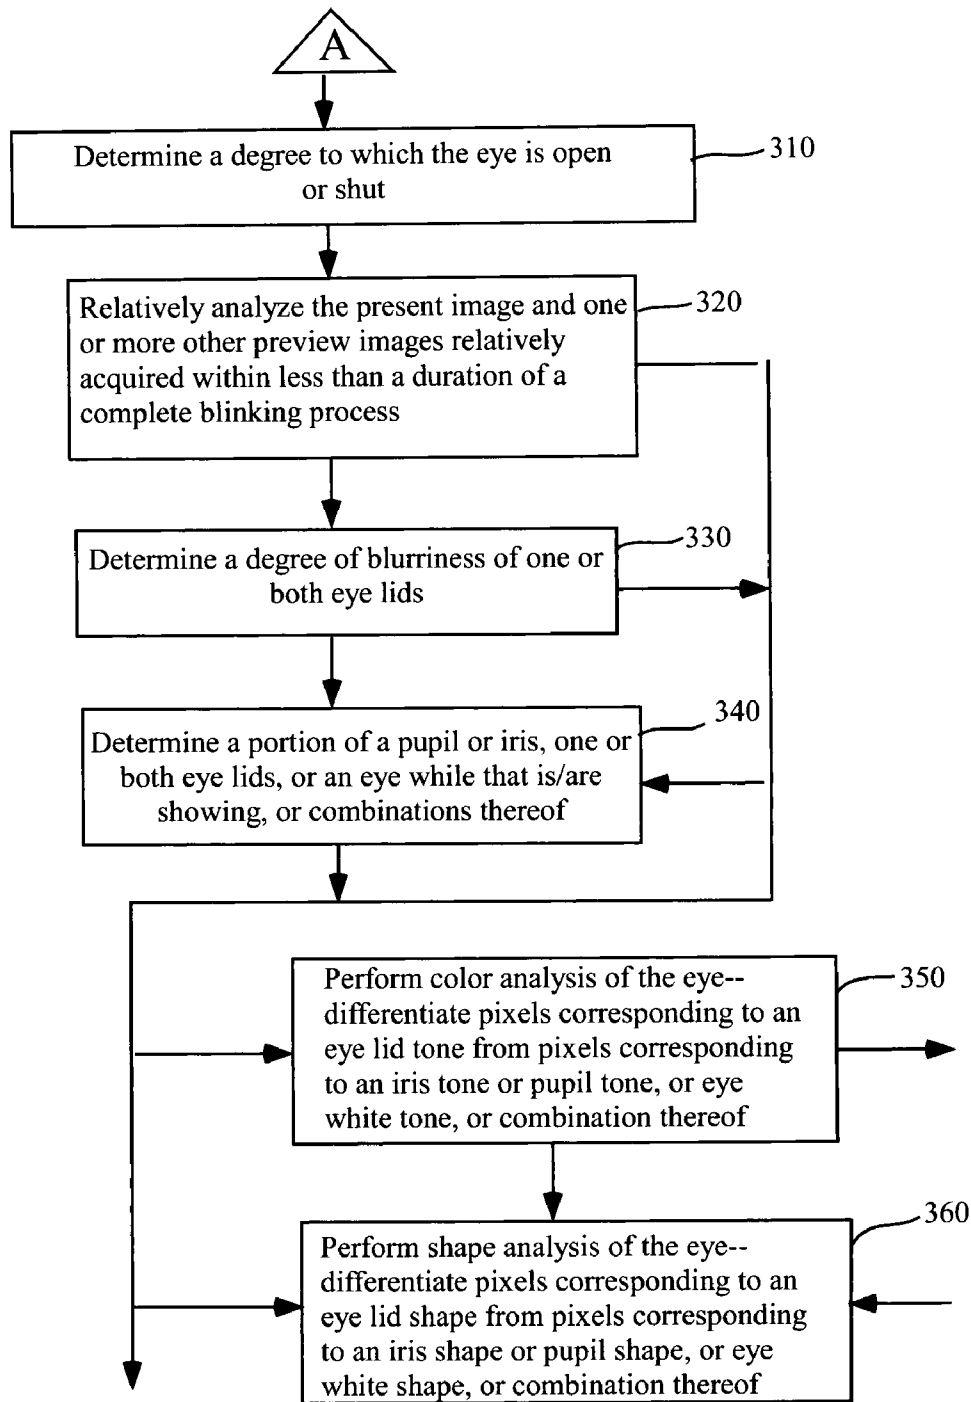 A
Determine a degree to which the eye is open
or shut
310
Relatively analyze the present image and one
or more other preview images relatively
acquired within less than a duration of a
complete blinking process
320
Determine a degree of blurriness of one or
both eye lids
330
Determine a portion of a pupil or iris, one or
both eye lids, or an eye while that is/are
showing, or combinations thereof
340
Perform color analysis of the eye--
differentiate pixels corresponding to an
eye lid tone from pixels corresponding
to an iris tone or pupil tone, or eye
white tone, or combination thereof
350
Perform shape analysis of the eye--
differentiate pixels corresponding to an
eye lid shape from pixels corresponding
to an iris shape or pupil shape, or eye
white shape, or combination thereof
360